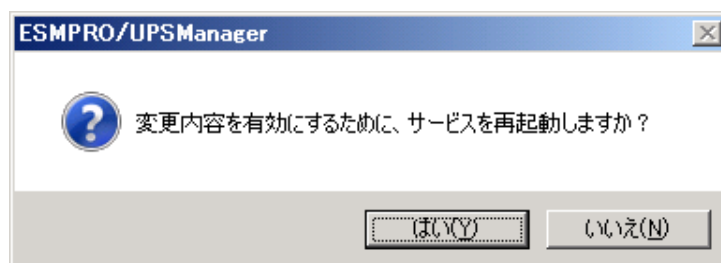 ESMPRO/UPSManager
変更内容を有効にするために、サービスを再起動しますか？
はい(Y)
いいえ(N)